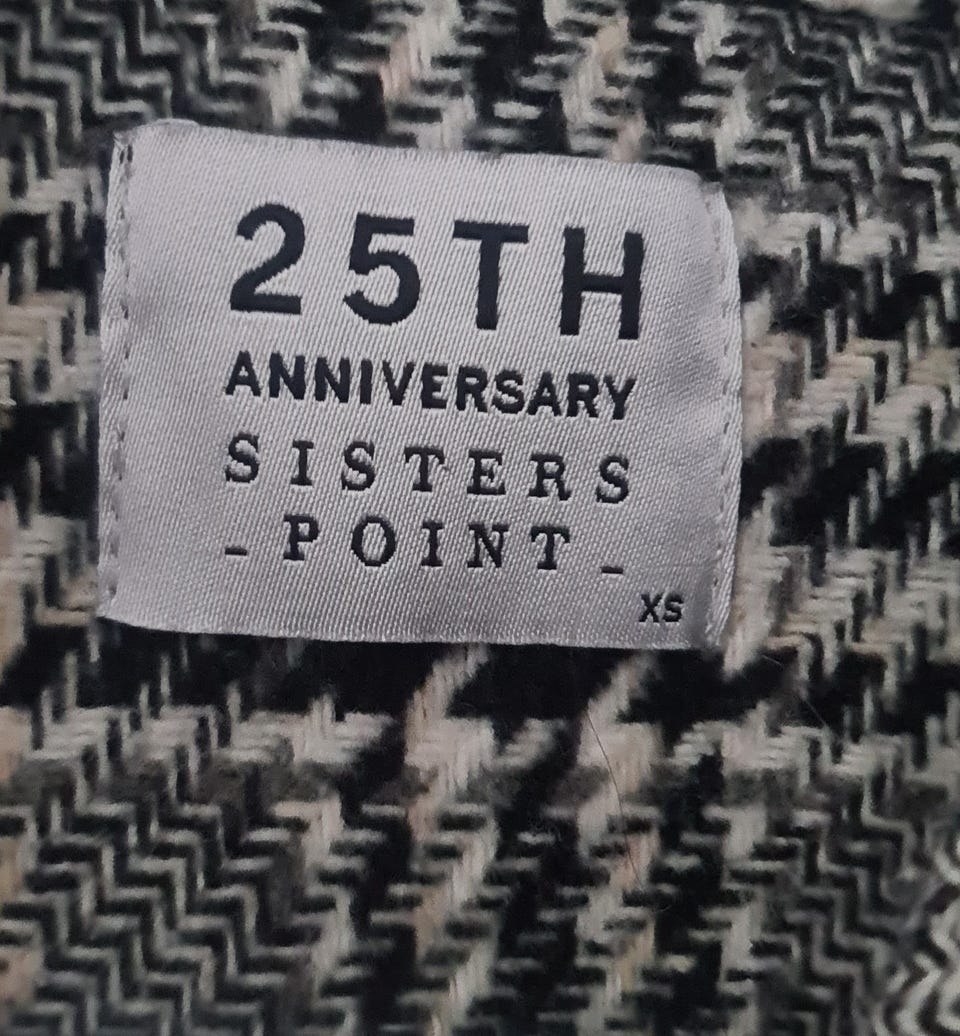 25TH
ANNIVERSARY
SISTERS
- POINT -
XS